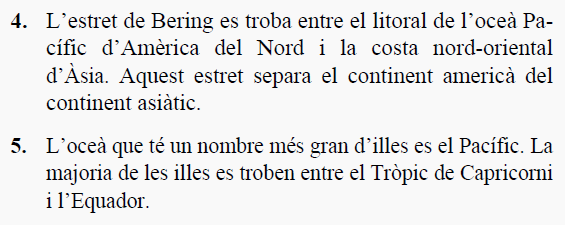 4. L’estret de Bering es troba entre el litoral de l’oceà Pa-
cífic d’Amèrica del Nord i la costa nord-oriental
d’Àsia. Aquest estret separa el continent americà del
continent asiàtic.
5. L’oceà que té un nombre més gran d’illes es el Pacífic. La
majoria de les illes es troben entre el Tròpic de Capricorni
i l’Equador.